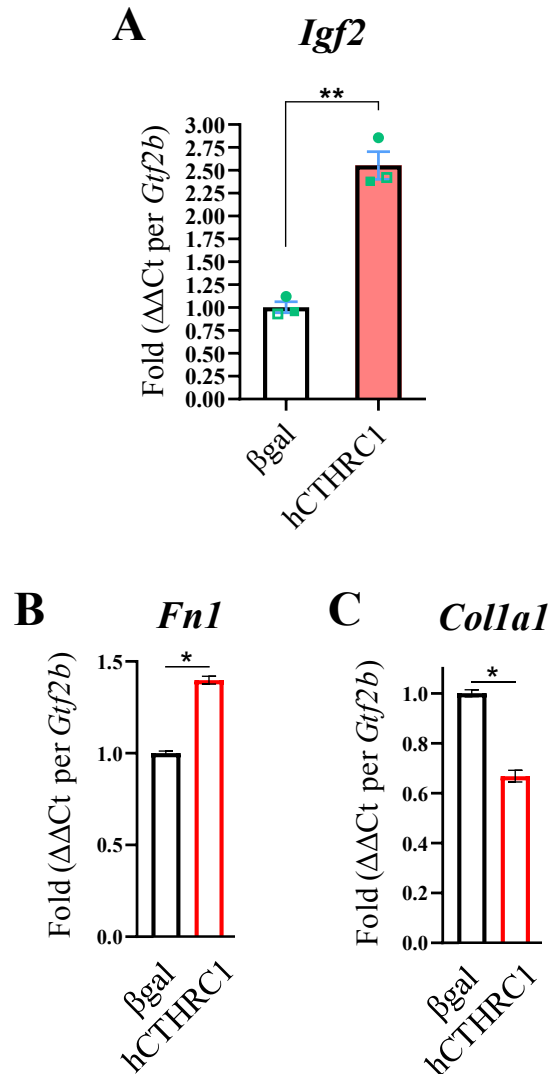 A
Igf2
**
Fold (ΔΔCt per Gtf2b)
3.00
2.75
2.50
2.25
2.00
1.75
1.50
1.25
1.00
0.75
0.50
0.25
0.00
βgal
hCTHRC1
B
Fn1
*
Fold (ΔΔCt per Gtf2b)
1.5
1.0
0.5
0.0
βgal
hCTHRC1
C
Col1a1
*
Fold (ΔΔCt per Gtf2b)
1.0
0.8
0.6
0.4
0.2
0.0
βgal
hCTHRC1